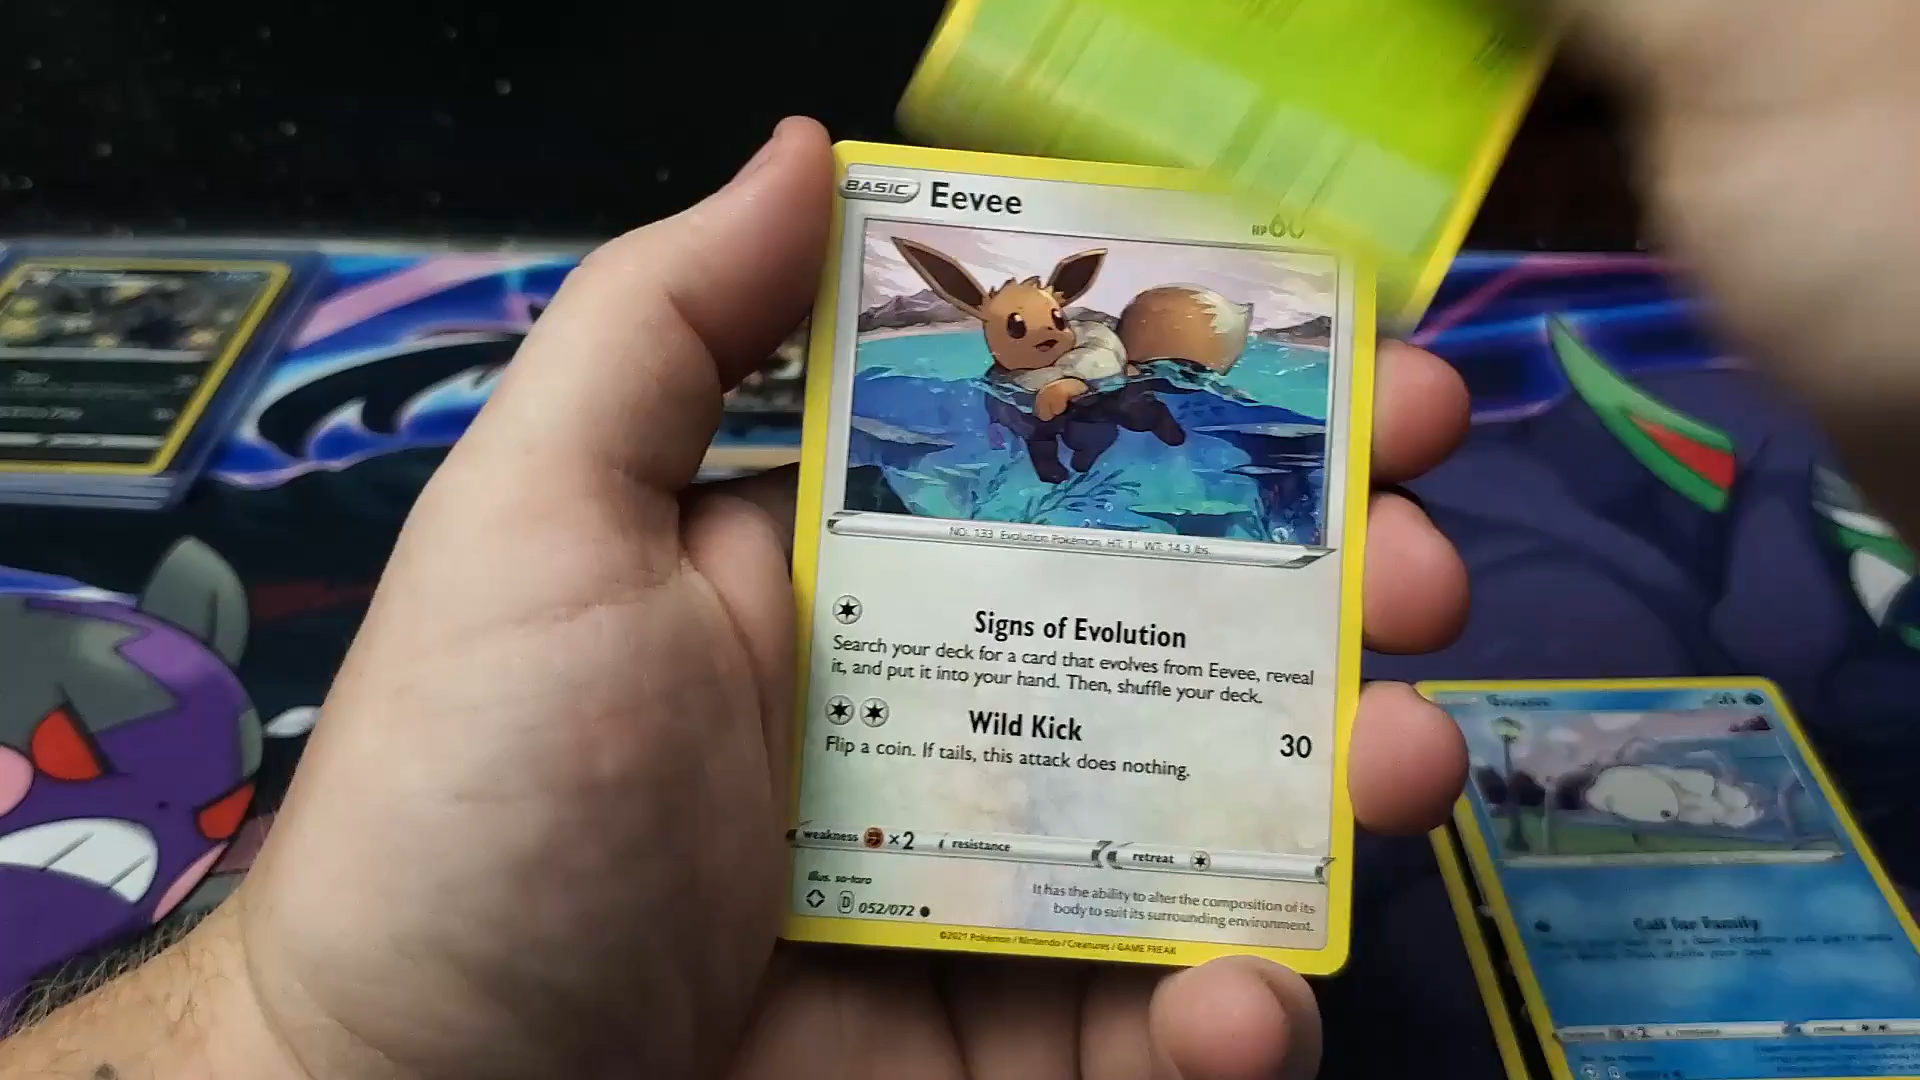 BASIC Eevee HP 60
NO. 133 Evolution Pokémon HT: 1' WT: 14.3 lbs.
Signs of Evolution
Search your deck for a card that evolves from Eevee, reveal
it, and put it into your hand. Then, shuffle your deck.
Wild Kick 30
Flip a coin. If tails, this attack does nothing.
weakness ×2 resistance retreat
Illus. so-taro
D 052/072
It has the ability to alter the composition of its
body to suit its surrounding environment.
©2021 Pokémon / Nintendo / Creatures / GAME FREAK
Call for Family